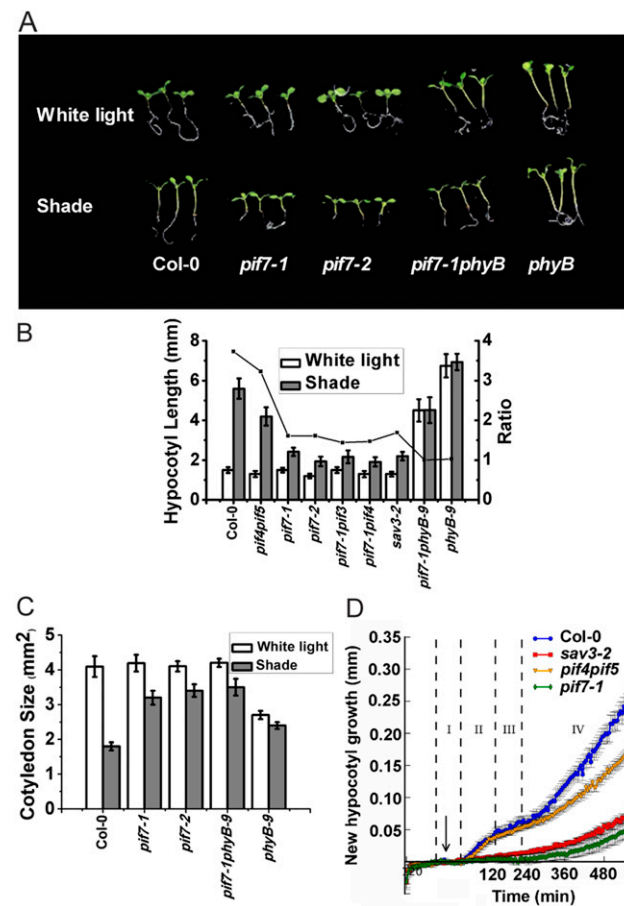 A
White light
Shade
Col-0 pif7-1 pif7-2 pif7-1phyB phyB
B
Hypocotyl Length (mm)
8
6
4
2
0
White light
Shade
4
3
2
1
0
Ratio
Col-0
pif4pif5
pif7-1
pif7-2
pif7-1pif3
pif7-1pif4
sav3-2
pif7-1phyB-9
phyB-9
C
Cotyledon Size (mm2)
5
4
3
2
1
0
White light
Shade
Col-0
pif7-1
pif7-2
pif7-1phyB-9
phyB-9
D
New hypocotyl growth (mm)
0.35
0.30
0.25
0.20
0.15
0.10
0.05
Col-0
sav3-2
pif4pif5
pif7-1
I II III IV
120 240 360 480
Time (min)